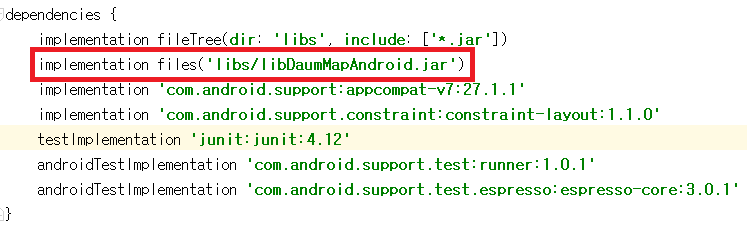 dependencies {
implementation fileTree(dir: 'libs', include: ['*.jar'])
implementation files('libs/libDaumMapAndroid.jar')
implementation 'com.android.support:appcompat-v7:27.1.1'
implementation 'com.android.support.constraint:constraint-layout:1.1.0'
testImplementation 'junit:junit:4.12'
androidTestImplementation 'com.android.support.test:runner:1.0.1'
androidTestImplementation 'com.android.support.test.espresso:espresso-core:3.0.1'
}